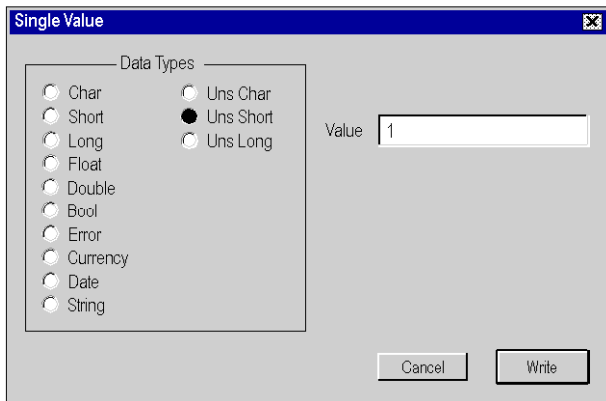 Single Value
Data Types
Char
Uns Char
Short
Uns Short
Long
Uns Long
Float
Double
Bool
Error
Currency
Date
String
Value
1
Cancel
Write